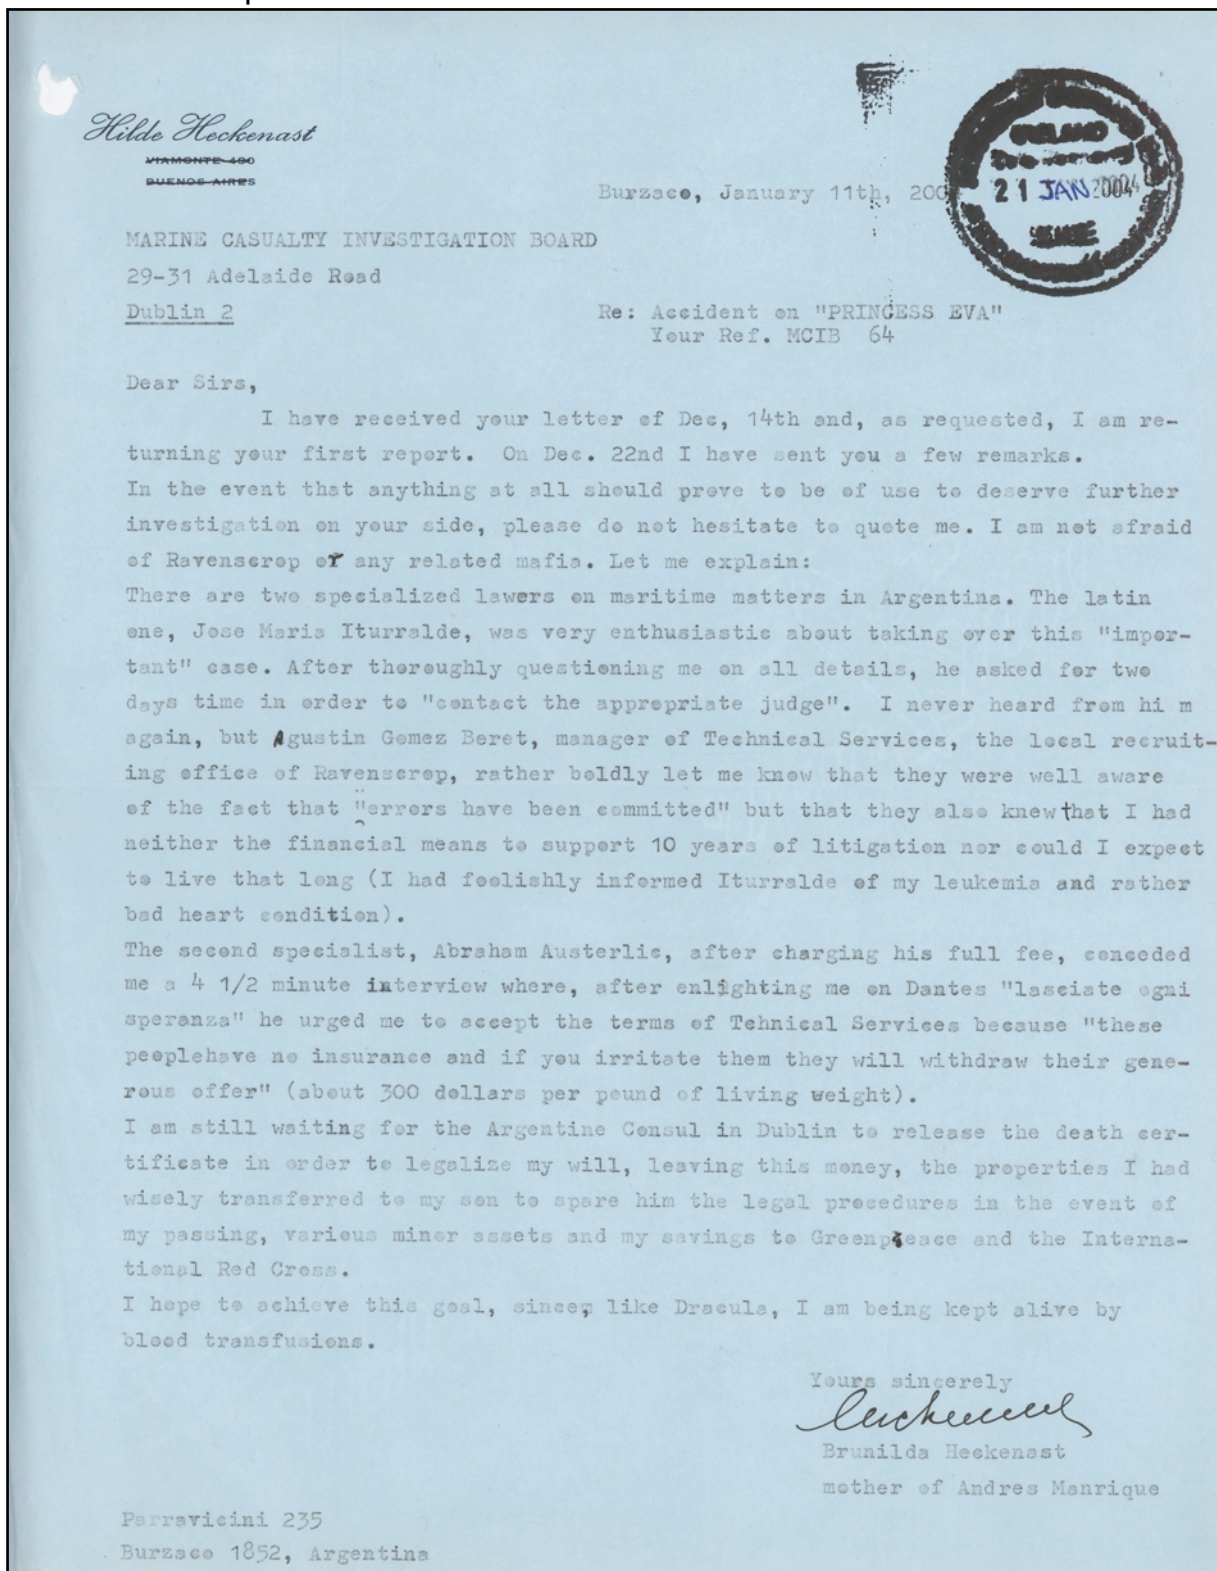 Hilde Heckenast
VIAMONTE 490
BUENOS AIRES
21 JAN 2004
Burzaco, January 11th, 200
MARINE CASUALTY INVESTIGATION BOARD
29-31 Adelaide Road
Dublin 2
Re: Accident on "PRINCESS EVA"
Your Ref. MCIB 64
Dear Sirs,
I have received your letter of Dec, 14th and, as requested, I am re-
turning your first report. On Dec. 22nd I have sent you a few remarks.
In the event that anything at all should prove to be of use to deserve further
investigation on your side, please do not hesitate to quote me. I am not afraid
of Ravenscrop or any related mafia. Let me explain:
There are two specialized lawers on maritime matters in Argentina. The latin
one, Jose Maria Iturralde, was very enthusiastic about taking over this "impor-
tant" case. After thoroughly questioning me on all details, he asked for two
days time in order to "contact the appropriate judge". I never heard from hi m
again, but Agustin Gomez Beret, manager of Technical Services, the local recruit-
ing office of Ravenscrop, rather boldly let me know that they were well aware
of the fact that "errors have been committed" but that they also knew that I had
neither the financial means to support 10 years of litigation nor could I expect
to live that long (I had foolishly informed Iturralde of my leukemia and rather
bad heart condition).
The second specialist, Abraham Austerlic, after charging his full fee, conceded
me a 4 1/2 minute interview where, after enlighting me on Dantes "lasciate ogni
speranza" he urged me to accept the terms of Tehnical Services because "these
peoplehave no insurance and if you irritate them they will withdraw their gene-
rous offer" (about 300 dollars per pound of living weight).
I am still waiting for the Argentine Consul in Dublin to release the death cer-
tificate in order to legalize my will, leaving this money, the properties I had
wisely transferred to my son to spare him the legal procedures in the event of
my passing, various minor assets and my savings to Greenpeace and the Interna-
tional Red Cross.
I hope to achieve this goal, since, like Dracula, I am being kept alive by
blood transfusions.
Yours sincerely
Brunilda Heckenast
mother of Andres Manrique
Parravicini 235
Burzaco 1852, Argentina